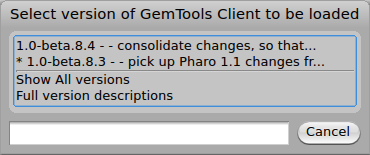 Select version of GemTools Client to be loaded
1.0-beta.8.4 - - consolidate changes, so that...
* 1.0-beta.8.3 - - pick up Pharo 1.1 changes fr...
Show All versions
Full version descriptions
Cancel